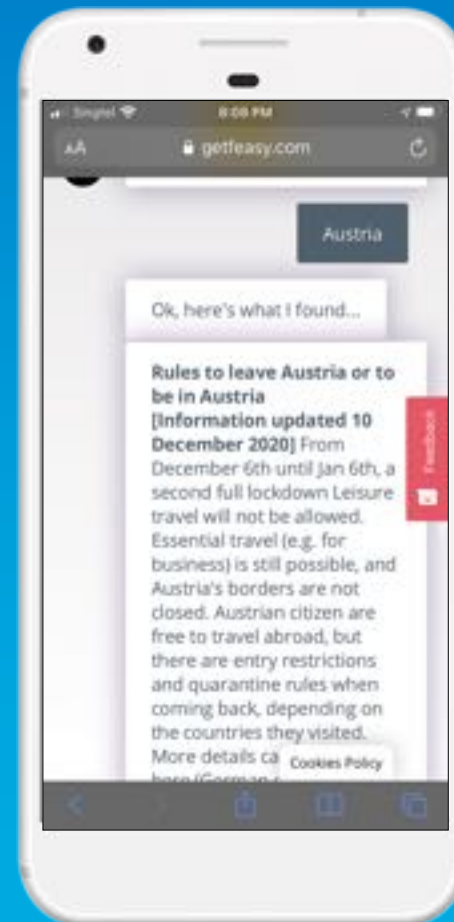 Singtel
8:06 PM
AA
getfeasy.com
Austria
Ok, here's what I found...
Rules to leave Austria or to
be in Austria
[Information updated 10
December 2020] From
December 6th until Jan 6th, a
second full lockdown Leisure
travel will not be allowed.
Essential travel (e.g. for
business) is still possible, and
Austria's borders are not
closed. Austrian citizen are
free to travel abroad, but
there are entry restrictions
and quarantine rules when
coming back, depending on
the countries they visited.
More details ca
here (German
Feedback
Cookies Policy